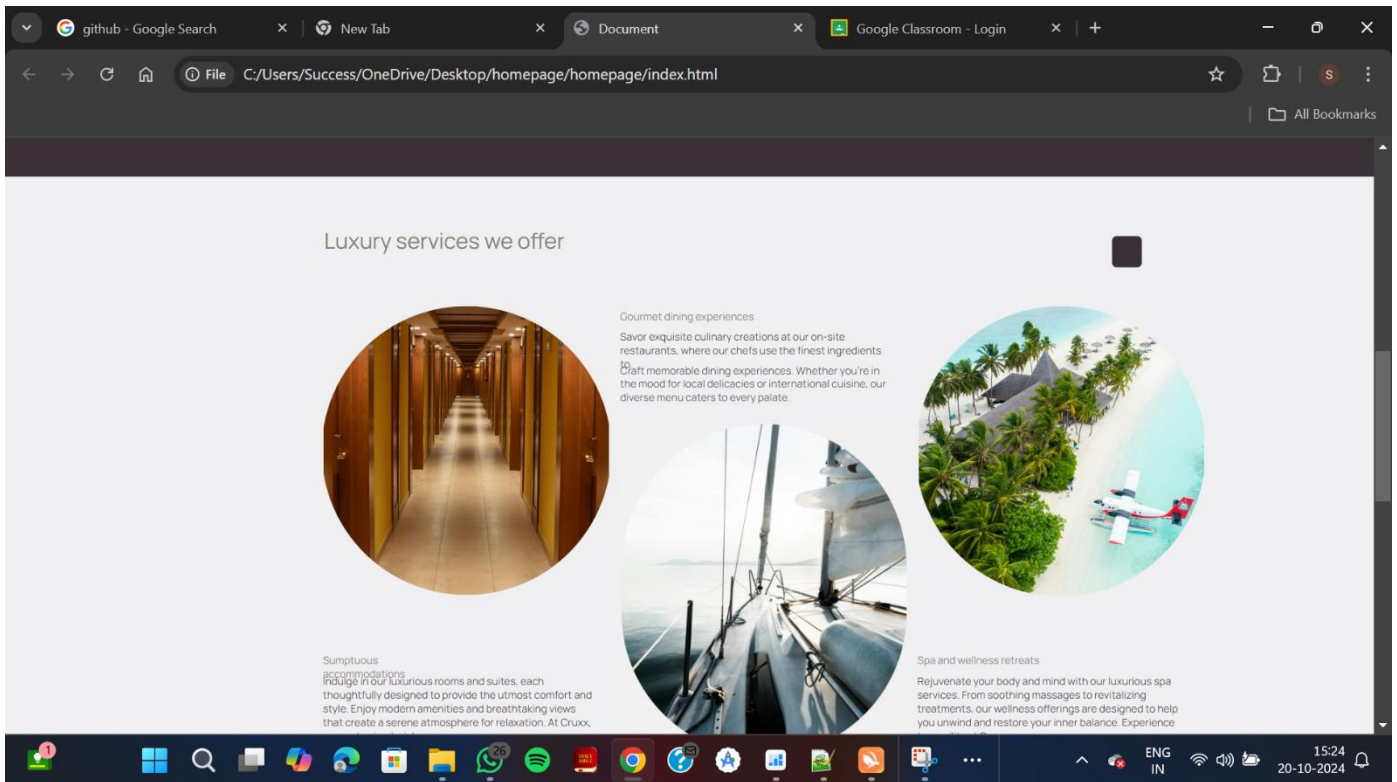 github - Google Search
New Tab
Document
Google Classroom - Login
File
C:/Users/Success/OneDrive/Desktop/homepage/homepage/index.html
S
All Bookmarks
Luxury services we offer
Gourmet dining experiences
Savor exquisite culinary creations at our on-site
restaurants, where our chefs use the finest ingredients
to
Craft memorable dining experiences. Whether you're in
the mood for local delicacies or international cuisine, our
diverse menu caters to every palate.
Sumptuous
accommodations
Indulge in our luxurious rooms and suites, each
thoughtfully designed to provide the utmost comfort and
style. Enjoy modern amenities and breathtaking views
that create a serene atmosphere for relaxation. At Cruxx,
Spa and wellness retreats
Rejuvenate your body and mind with our luxurious spa
services. From soothing massages to revitalizing
treatments, our wellness offerings are designed to help
you unwind and restore your inner balance. Experience
1
26
HOLY
BIBLE
ENG
IN
15:24
20-10-2024